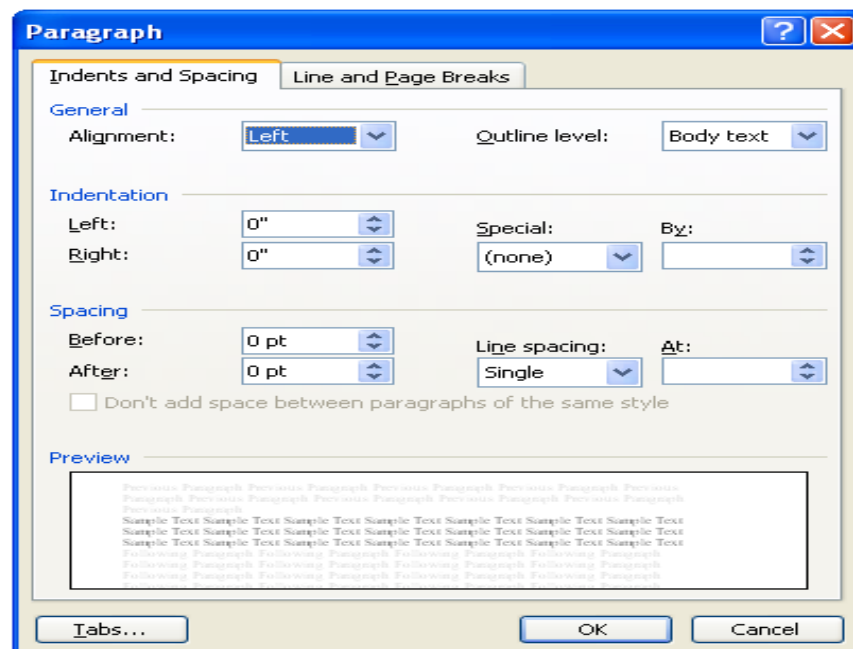 Paragraph
Indents and Spacing Line and Page Breaks
General
Alignment: Left Outline level: Body text
Indentation
Left: 0" Special: By:
Right: 0" (none)
Spacing
Before: 0 pt Line spacing: At:
After: 0 pt Single
Don't add space between paragraphs of the same style
Preview
Previous Paragraph Previous Paragraph Previous Paragraph Previous Paragraph Previous
Paragraph Previous Paragraph Previous Paragraph Previous Paragraph Previous Paragraph
Previous Paragraph
Sample Text Sample Text Sample Text Sample Text Sample Text Sample Text Sample Text
Sample Text Sample Text Sample Text Sample Text Sample Text Sample Text Sample Text
Sample Text Sample Text Sample Text Sample Text Sample Text Sample Text Sample Text
Following Paragraph Following Paragraph Following Paragraph Following Paragraph
Following Paragraph Following Paragraph Following Paragraph Following Paragraph
Following Paragraph Following Paragraph Following Paragraph Following Paragraph
Following Paragraph Following Paragraph Following Paragraph Following Paragraph
Tabs... OK Cancel